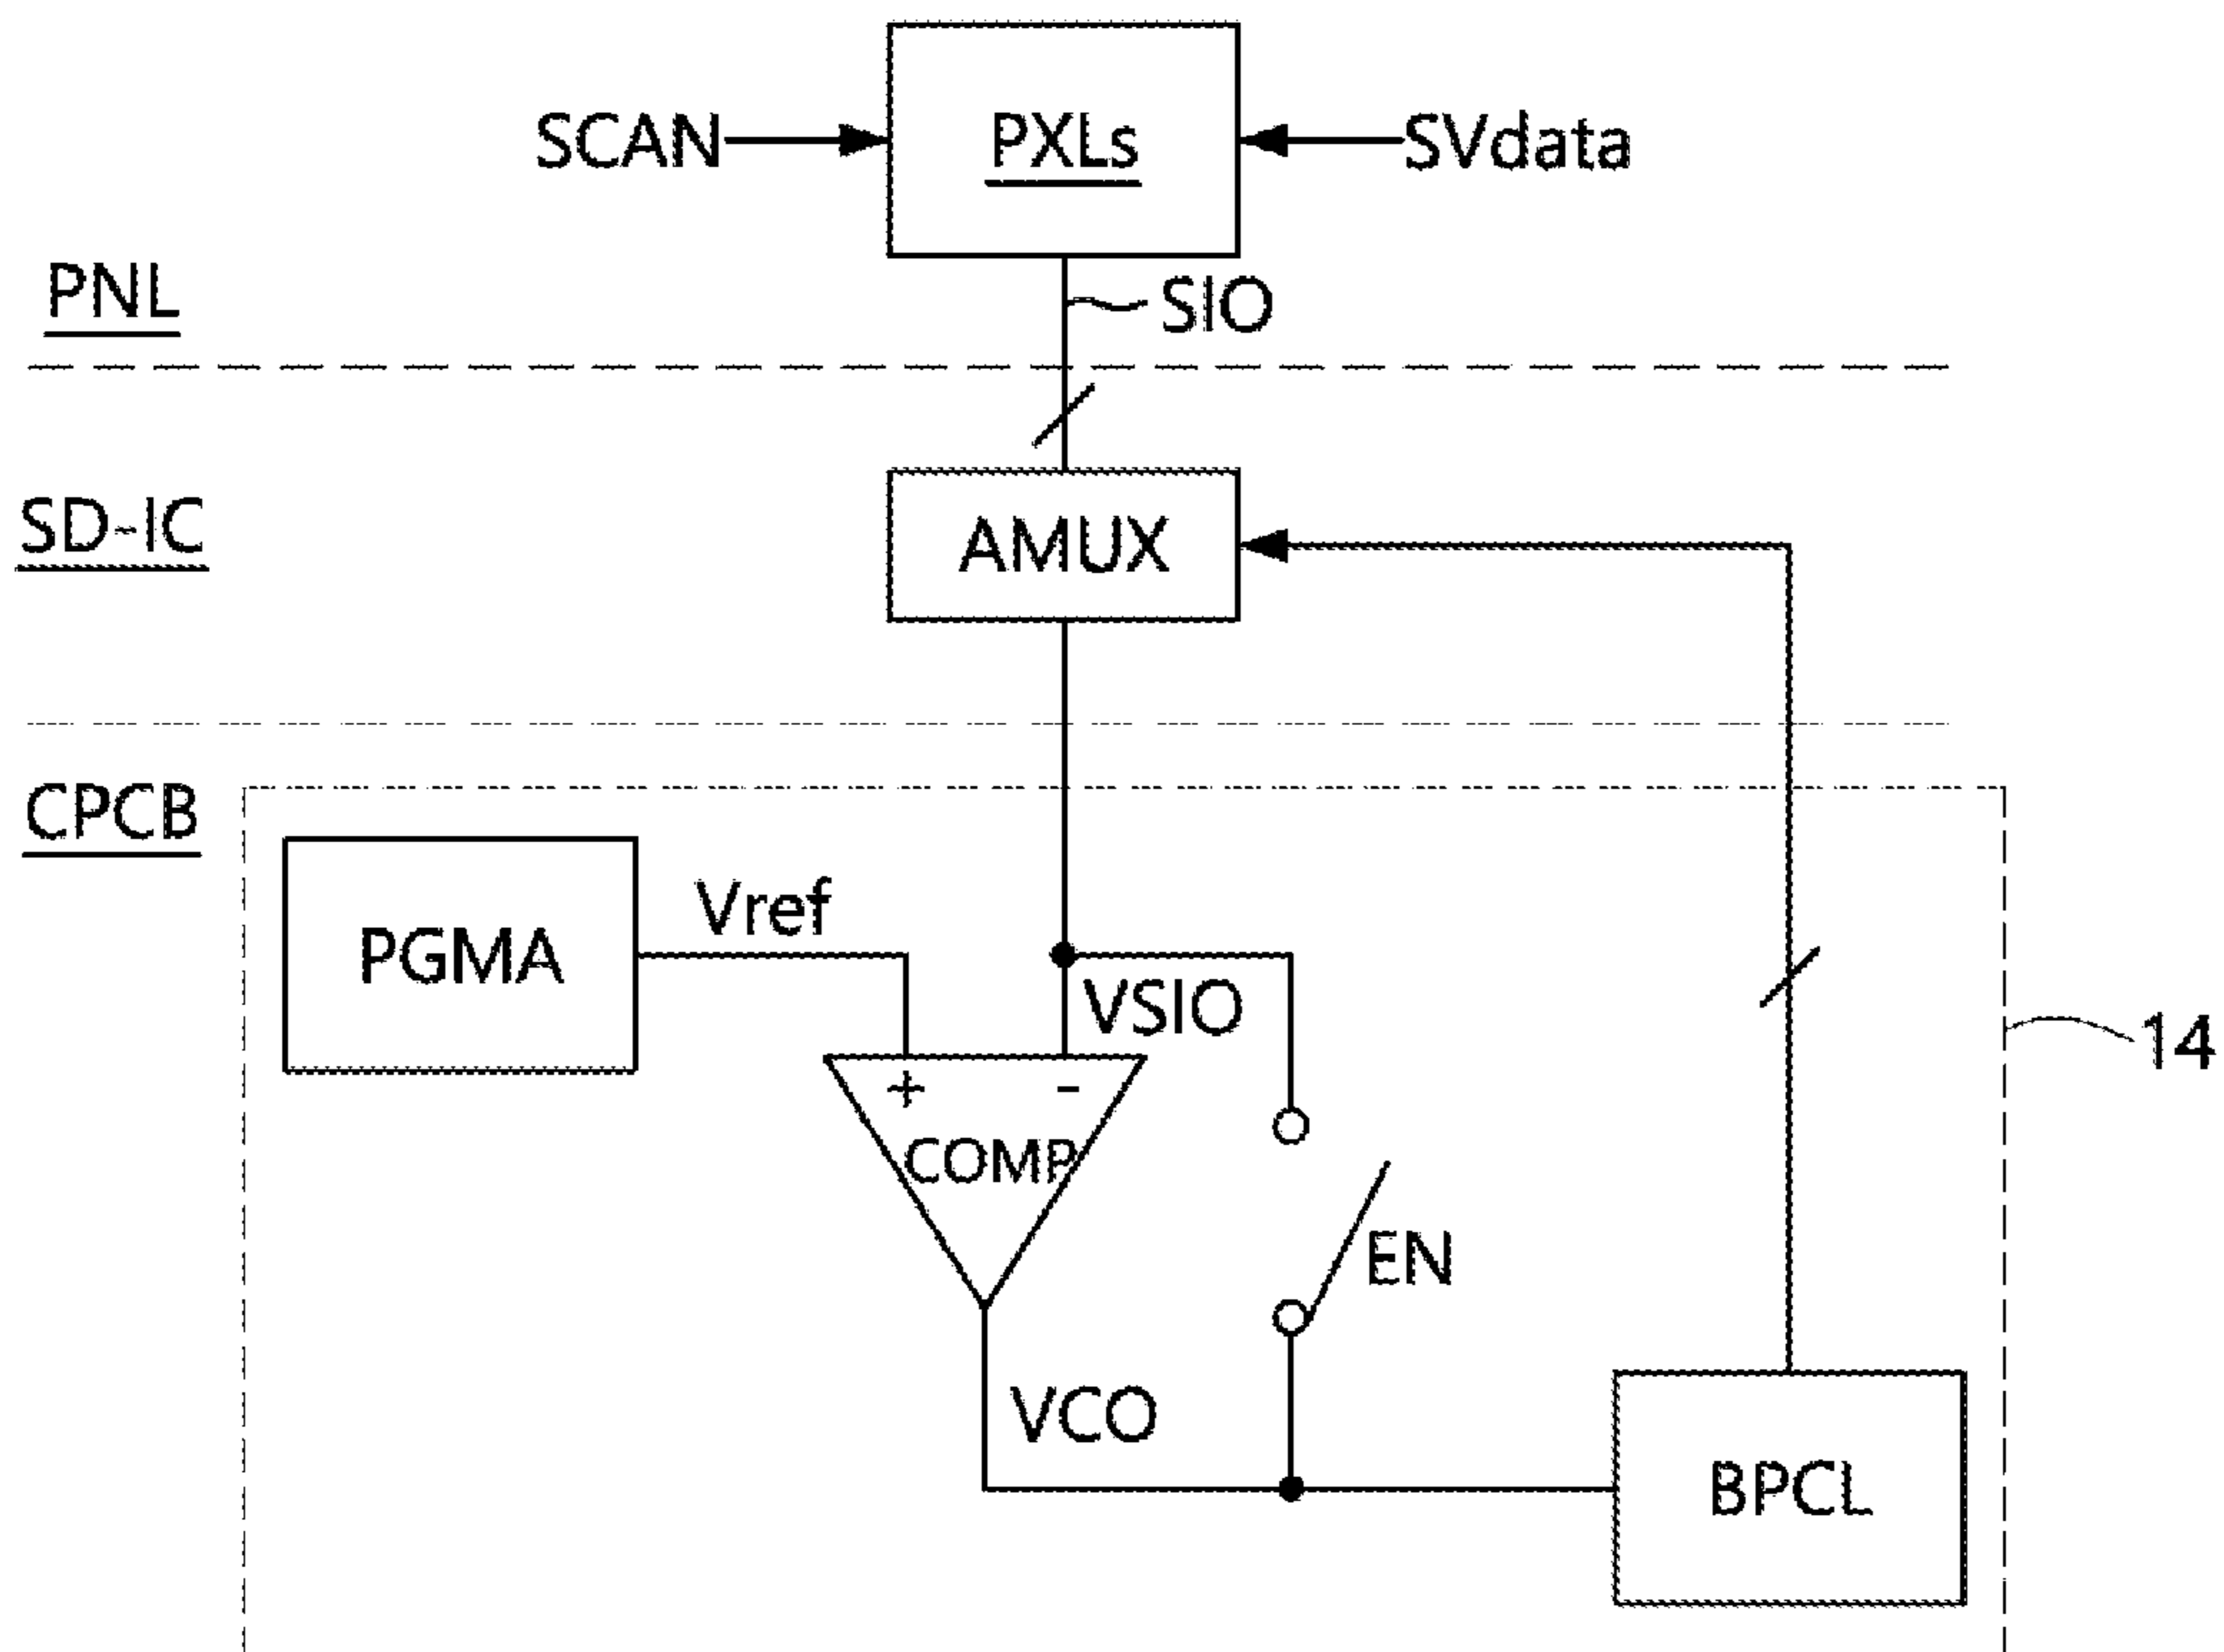 SCAN
PXLs
SVdata
PNL
SIO
SD-IC
AMUX
CPCB
PGMA
Vref
VSIO
14
+
-
COMP
EN
VCO
BPCL